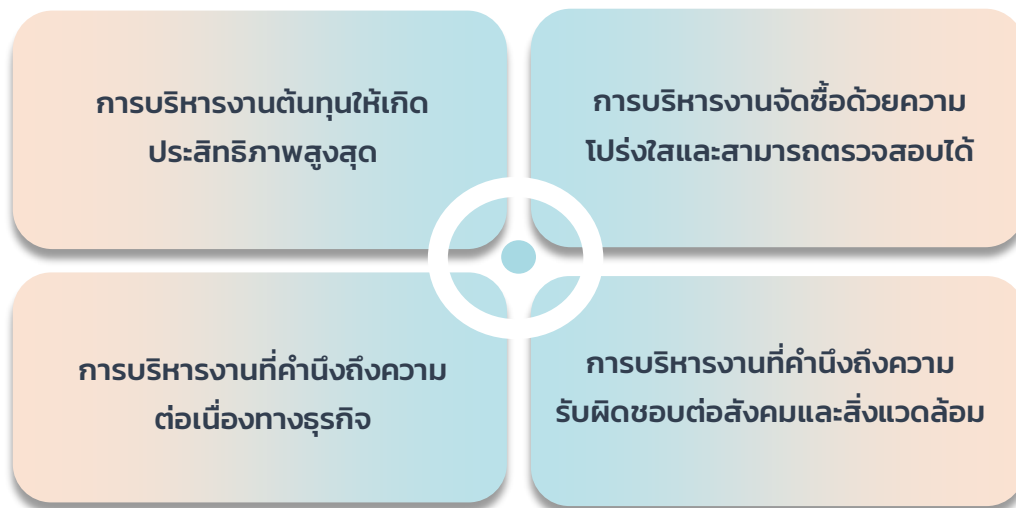 การบริหารงานต้นทุนให้เกิด
ประสิทธิภาพสูงสุด
การบริหารงานจัดซื้อด้วยความ
โปร่งใสและสามารถตรวจสอบได้
การบริหารงานที่คำนึงถึงความ
ต่อเนื่องทางธุรกิจ
การบริหารงานที่คำนึงถึงความ
รับผิดชอบต่อสังคมและสิ่งแวดล้อม